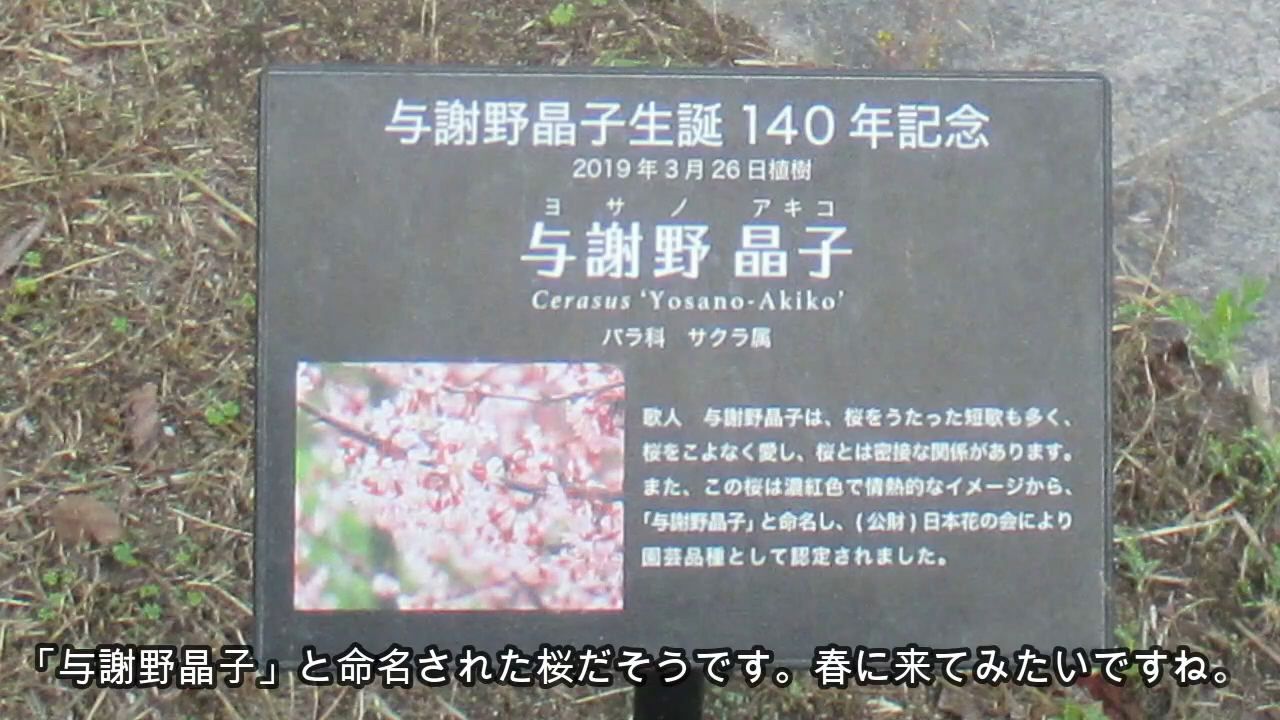 与謝野晶子生誕 140 年記念
2019 年 3 月 26 日植樹
ヨ サ ノ アキコ
与謝野 晶子
Cerasus ‘Yosano-Akiko’
バラ科 サクラ属
歌人 与謝野晶子は、桜をうたった短歌も多く、
桜をこよなく愛し、桜とは密接な関係があります。
また、この桜は濃紅色で情熱的なイメージから、
「与謝野晶子」と命名し、(公財)日本花の会により
園芸品種として認定されました。
「与謝野晶子」と命名された桜だそうです。春に来てみたいですね。